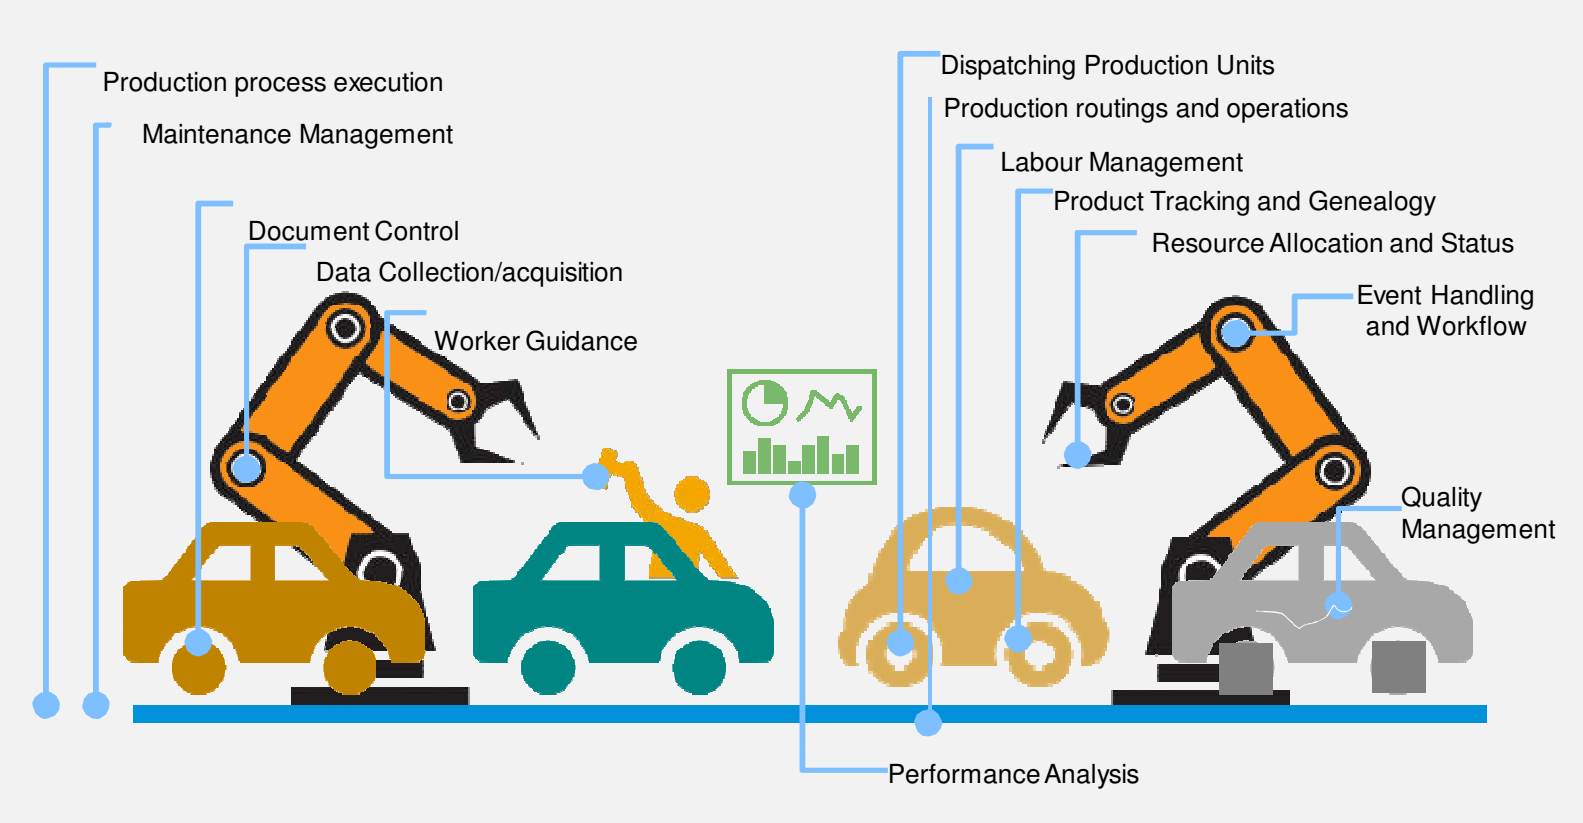 Production process execution
Maintenance Management
Document Control
Data Collection/acquisition
Worker Guidance
Dispatching Production Units
Production routings and operations
Labour Management
Product Tracking and Genealogy
Resource Allocation and Status
Event Handling
and Workflow
Quality
Management
Performance Analysis